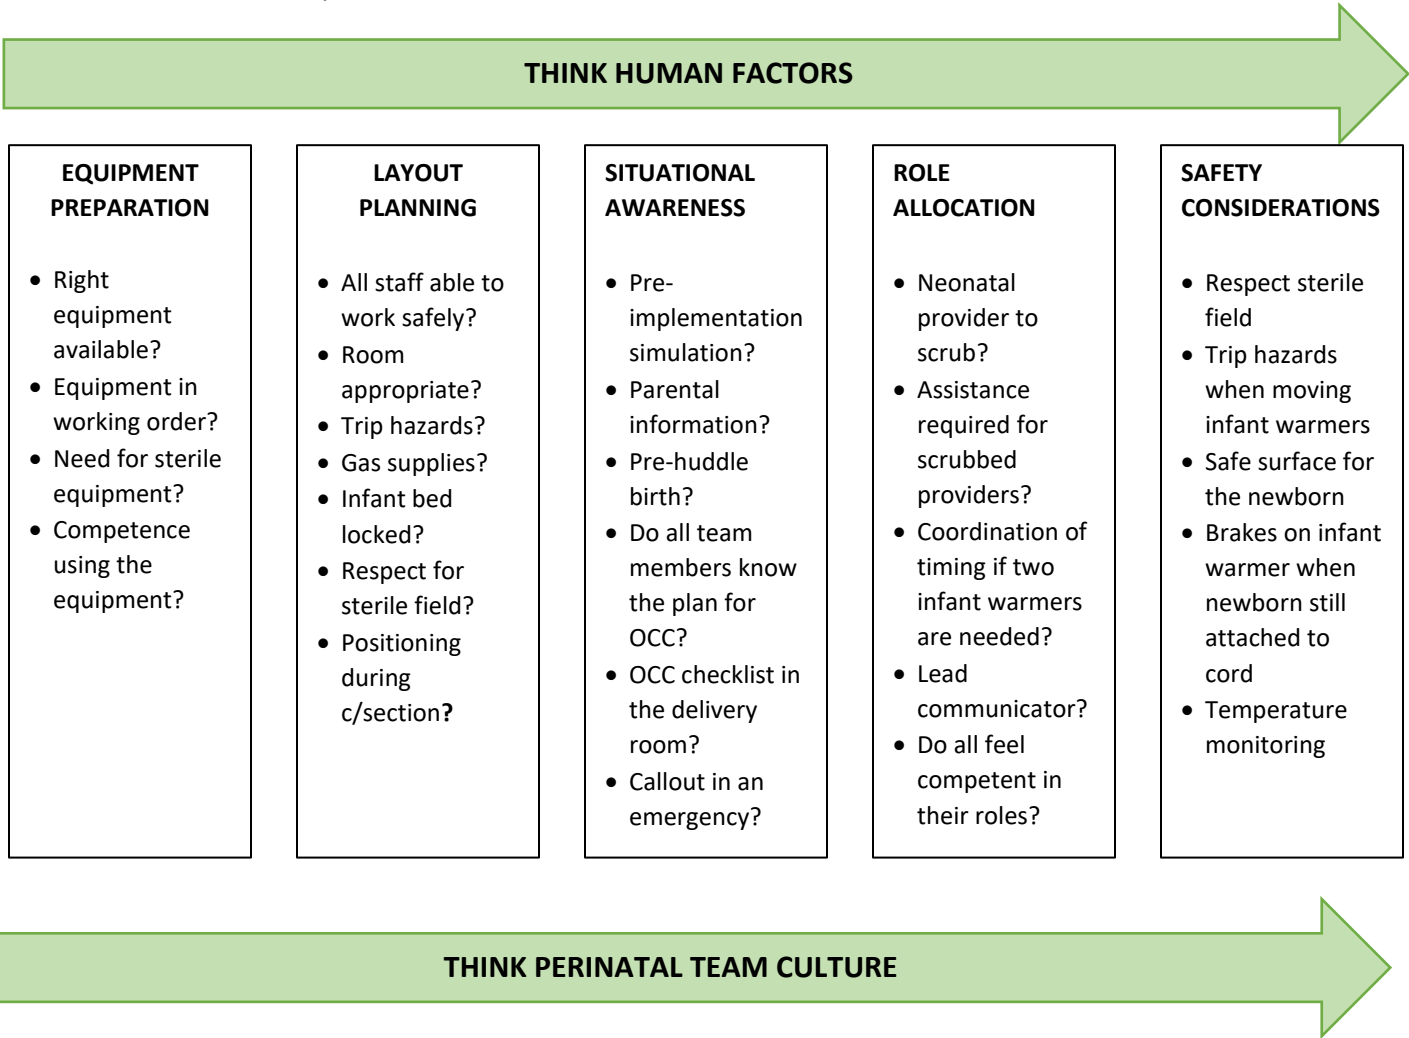 THINK HUMAN FACTORS
EQUIPMENT
PREPARATION
• Right
equipment
available?
• Equipment in
working order?
• Need for sterile
equipment?
• Competence
using the
equipment?
LAYOUT
PLANNING
• All staff able to
work safely?
• Room
appropriate?
• Trip hazards?
• Gas supplies?
• Infant bed
locked?
• Respect for
sterile field?
• Positioning
during
c/section?
SITUATIONAL
AWARENESS
• Pre-
implementation
simulation?
• Parental
information?
• Pre-huddle
birth?
• Do all team
members know
the plan for
OCC?
• OCC checklist in
the delivery
room?
• Callout in an
emergency?
ROLE
ALLOCATION
• Neonatal
provider to
scrub?
• Assistance
required for
scrubbed
providers?
• Coordination of
timing if two
infant warmers
are needed?
• Lead
communicator?
• Do all feel
competent in
their roles?
SAFETY
CONSIDERATIONS
• Respect sterile
field
• Trip hazards
when moving
infant warmers
• Safe surface for
the newborn
• Brakes on infant
warmer when
newborn still
attached to
cord
• Temperature
monitoring
THINK PERINATAL TEAM CULTURE